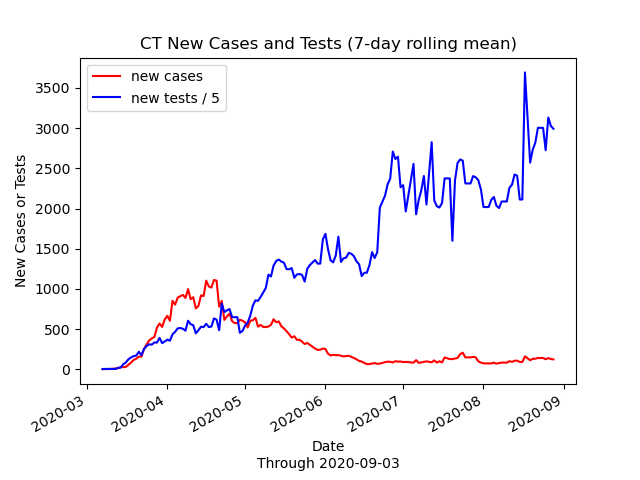 CT New Cases and Tests (7-day rolling mean)
new cases
new tests / 5
New Cases or Tests
3500
3000
2500
2000
1500
1000
500
0
2020-03
2020-04
2020-05
2020-06
2020-07
2020-08
2020-09
Date
Through 2020-09-03